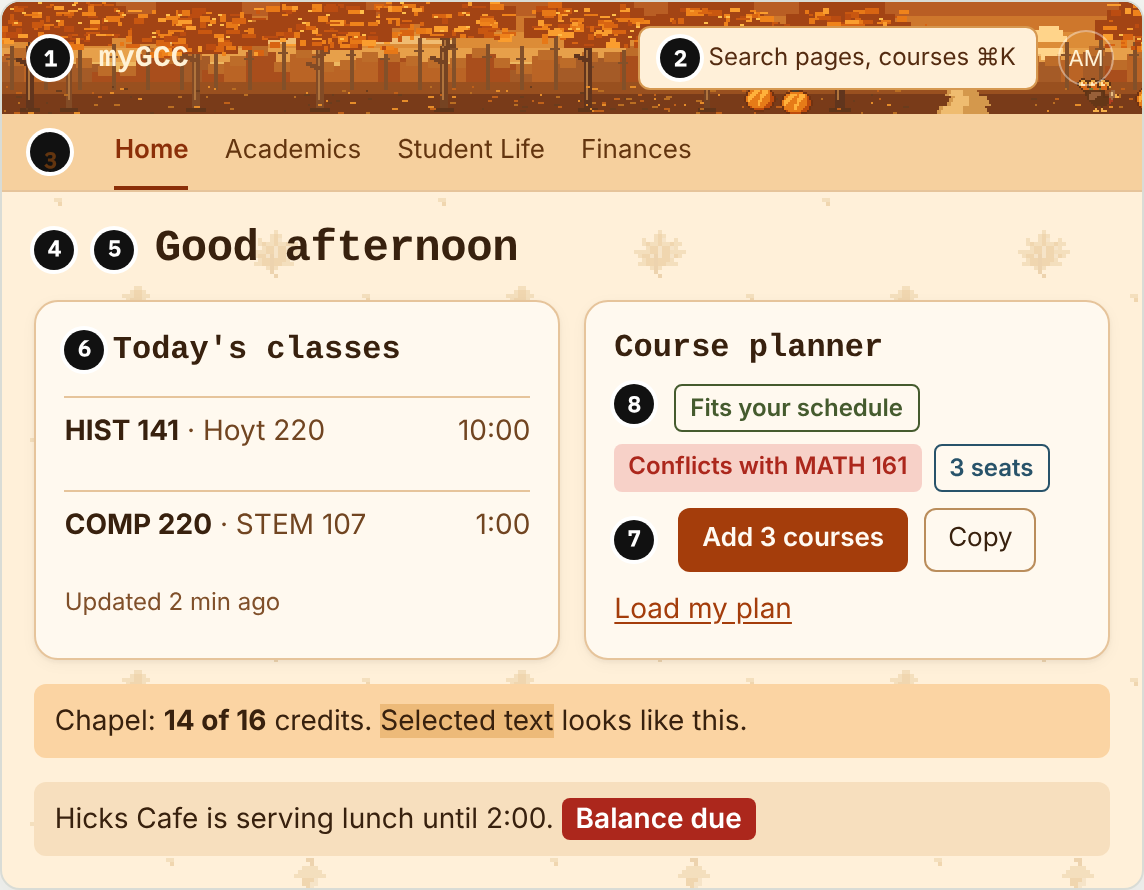 1 myGCC 2 Search pages, courses ⌘K AM
3 Home Academics Student Life Finances
4 5 Good afternoon
6 Today's classes
HIST 141 · Hoyt 220 10:00
COMP 220 · STEM 107 1:00
Updated 2 min ago
Course planner
8 Fits your schedule
Conflicts with MATH 161 3 seats
7 Add 3 courses Copy
Load my plan
Chapel: 14 of 16 credits. Selected text looks like this.
Hicks Cafe is serving lunch until 2:00. Balance due